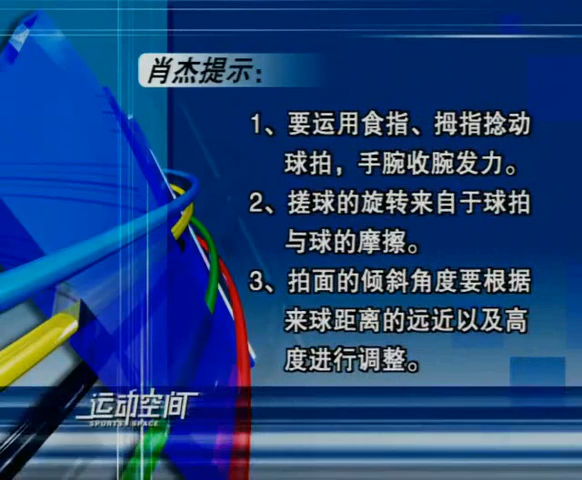 肖杰提示：
1、要运用食指、拇指捻动
球拍，手腕收腕发力。
2、搓球的旋转来自于球拍
与球的摩擦。
3、拍面的倾斜角度要根据
来球距离的远近以及高
度进行调整。
运动空间
SPORTS SPACE